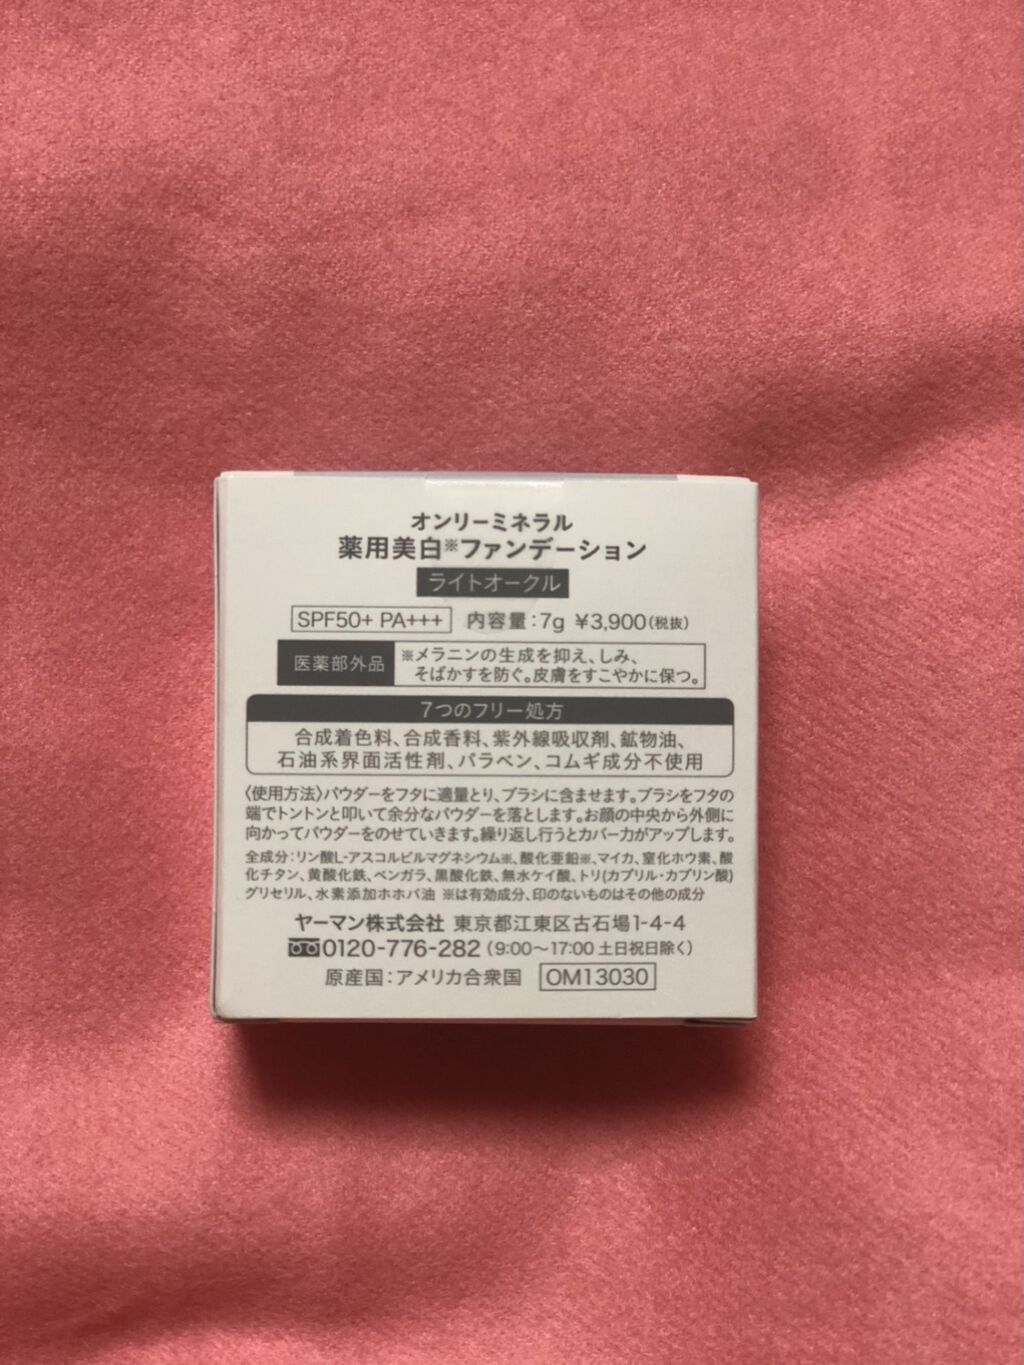 オンリーミネラル
薬用美白※ファンデーション
ライトオークル
SPF50+ PA+++ 内容量：7g ¥3,900(税抜)
医薬部外品
※メラニンの生成を抑え、しみ、
そばかすを防ぐ。皮膚をすこやかに保つ。
7つのフリー処方
合成着色料、合成香料、紫外線吸収剤、鉱物油、
石油系界面活性剤、パラベン、コムギ成分不使用
〈使用方法〉パウダーをフタに適量とり、ブラシに含ませます。ブラシをフタの
端でトントンと叩いて余分なパウダーを落とします。お顔の中央から外側に
向かってパウダーをのせていきます。繰り返し行うとカバー力がアップします。
全成分：リン酸L-アスコルビルマグネシウム※、酸化亜鉛※、マイカ、窒化ホウ素、酸
化チタン、黄酸化鉄、ベンガラ、黒酸化鉄、無水ケイ酸、トリ(カプリル・カプリン酸)
グリセリル、水素添加ホホバ油 ※は有効成分、印のないものはその他の成分
ヤーマン株式会社 東京都江東区古石場1-4-4
0120-776-282 (9:00〜17:00 土日祝日除く)
原産国：アメリカ合衆国 OM13030